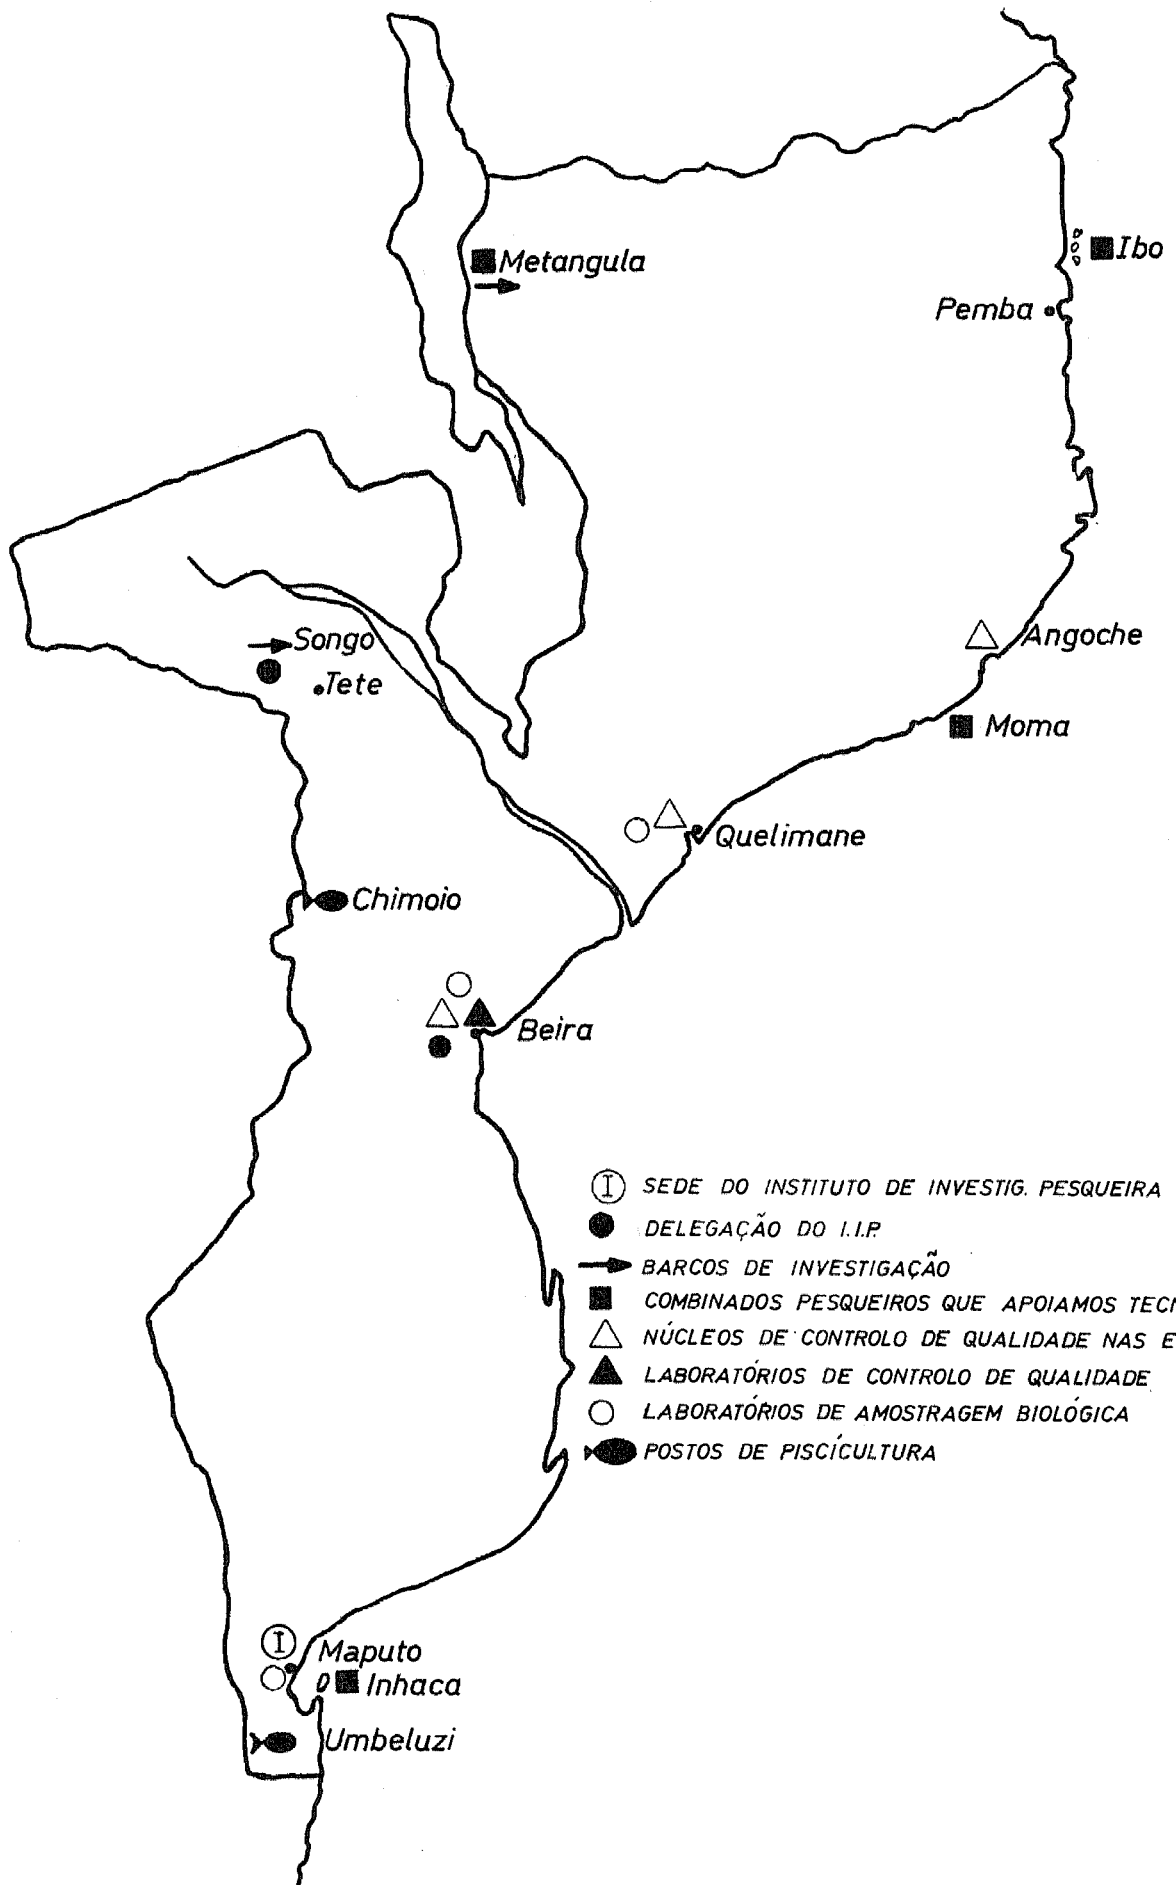 Metangula
Ibo
Pemba
Songo
Tete
Angoche
Moma
Quelimane
Chimoio
Beira
I SEDE DO INSTITUTO DE INVESTIG. PESQUEIRA
DELEGAÇÃO DO I.I.P.
BARCOS DE INVESTIGAÇÃO
COMBINADOS PESQUEIROS QUE APOIAMOS
NÚCLEOS DE CONTROLO DE QUALIDADE NAS
LABORATÓRIOS DE CONTROLO DE QUALIDADE
LABORATÓRIOS DE AMOSTRAGEM BIOLÓGICA
POSTOS DE PISCÍCULTURA
I
Maputo
Inhaca
Umbeluzi